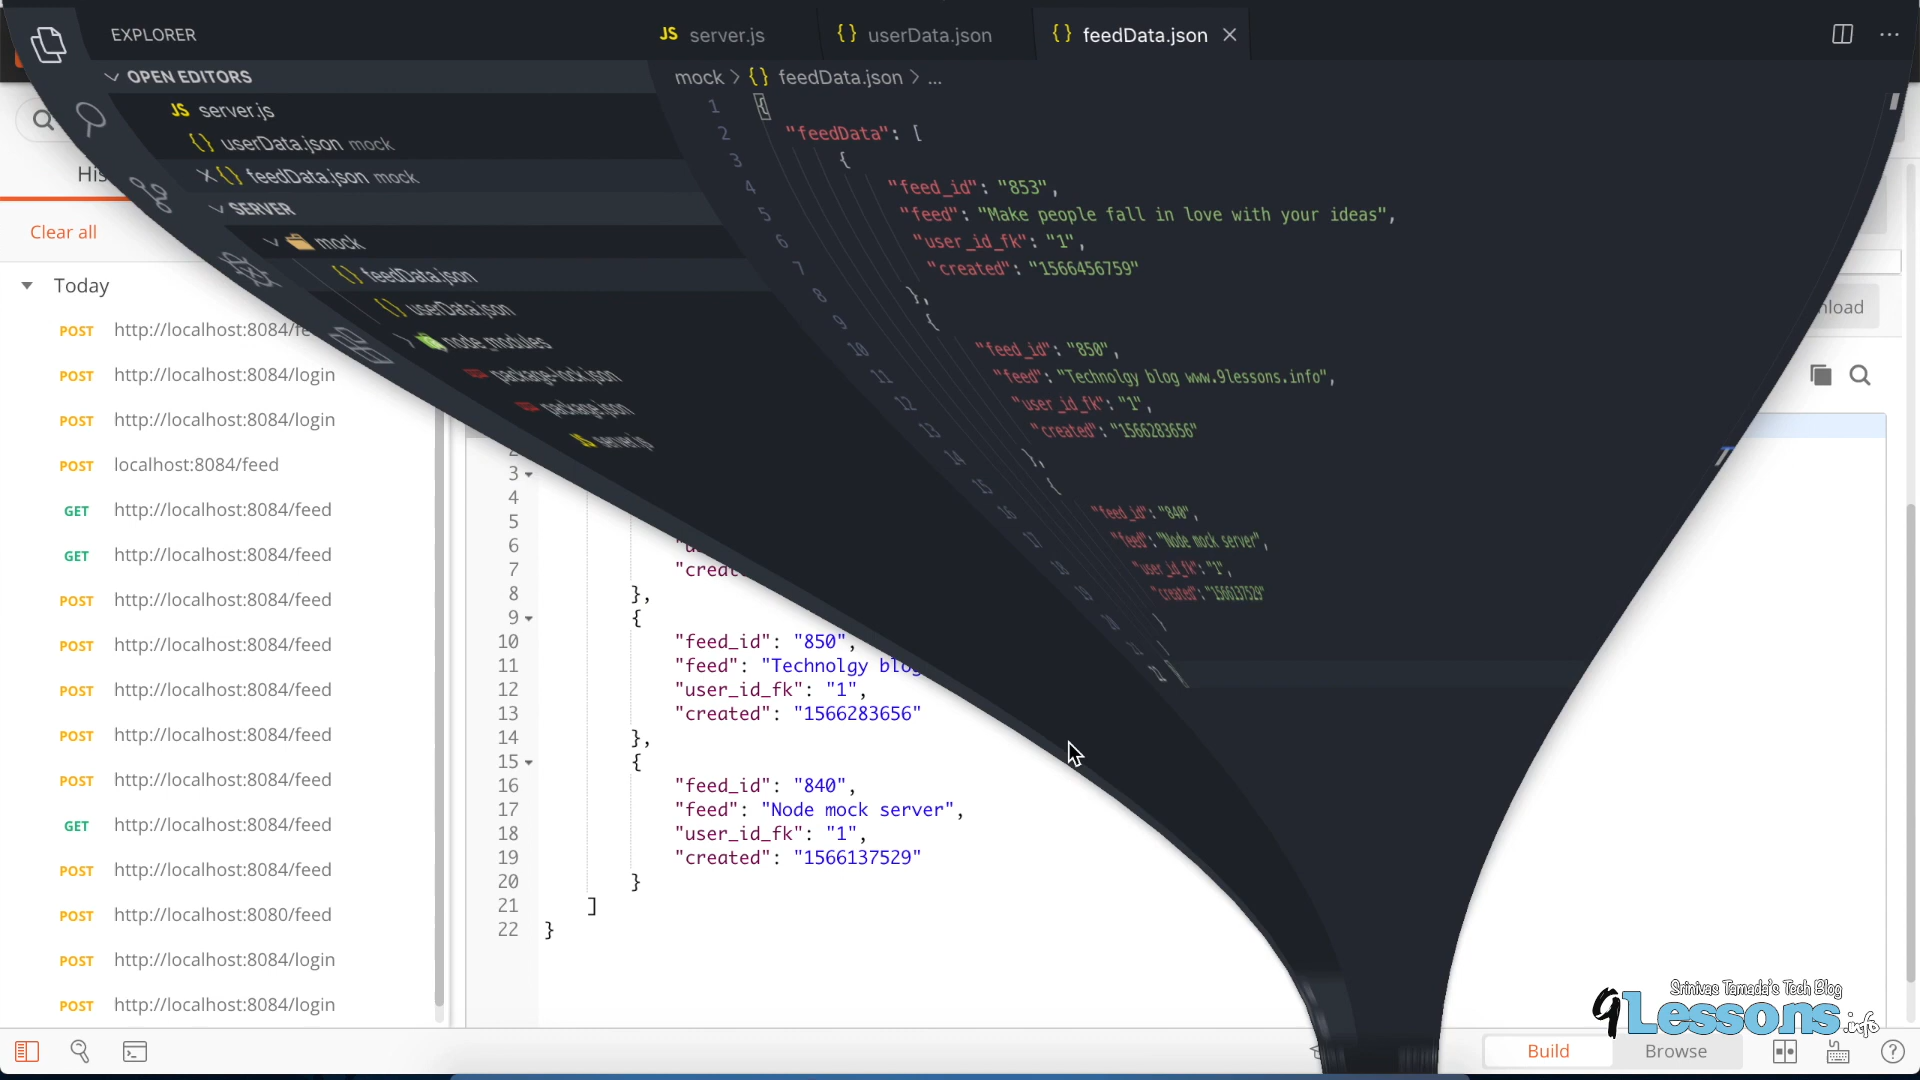 EXPLORER
JS server.js
{} userData.json
{} feedData.json ×
OPEN EDITORS
JS server.js
{} userData.json mock
× {} feedData.json mock
SERVER
mock
{} feedData.json
{} userData.json
node_modules
package-lock.json
package.json
server.js
mock > {} feedData.json > ...
1 {
2 "feedData": [
3 {
4 "feed_id": "853",
5 "feed": "Make people fall in love with your ideas",
6 "user_id_fk": "1",
7 "created": "1566456759"
8 },
9 {
10 "feed_id": "850",
11 "feed": "Technolgy blog www.9lessons.info",
12 "user_id_fk": "1",
13 "created": "1566283656"
14 },
15 {
16 "feed_id": "840",
17 "feed": "Node mock server",
18 "user_id_fk": "1",
19 "created": "1566137529"
Clear all
Today
POST http://localhost:8084/
POST http://localhost:8084/login
POST http://localhost:8084/login
POST localhost:8084/feed
GET http://localhost:8084/feed
GET http://localhost:8084/feed
POST http://localhost:8084/feed
POST http://localhost:8084/feed
POST http://localhost:8084/feed
POST http://localhost:8084/feed
POST http://localhost:8084/feed
GET http://localhost:8084/feed
POST http://localhost:8084/feed
POST http://localhost:8080/feed
POST http://localhost:8084/login
POST http://localhost:8084/login
3
4
5
6
7
8 },
9 {
10 "feed_id": "850",
11 "feed": "Technolgy
12 "user_id_fk": "1",
13 "created": "1566283656"
14 },
15 {
16 "feed_id": "840",
17 "feed": "Node mock server",
18 "user_id_fk": "1",
19 "created": "1566137529"
20 }
21 ]
22 }
Srinivas Tamada's Tech Blog
9Lessons.info
Build
Browse